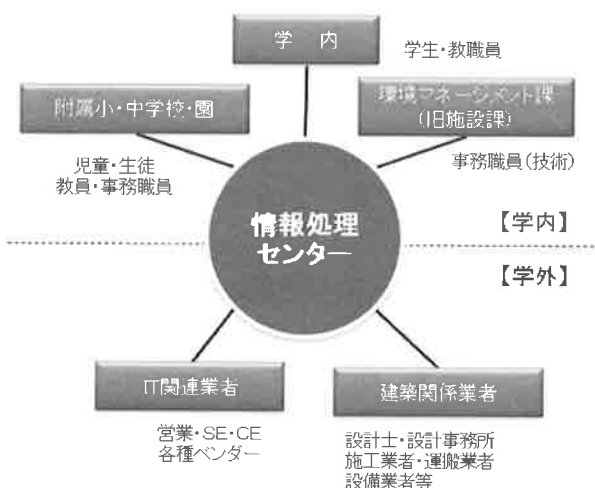 学 内
学生・教職員
附属小・中学校・園
児童・生徒
教員・事務職員
環境マネージメント課
(旧施設課)
事務職員(技術)
情報処理
センター
【学内】
【学外】
IT関連業者
営業・SE・CE
各種ベンダー
建築関係業者
設計士・設計事務所
施工業者・運搬業者
設備業者等